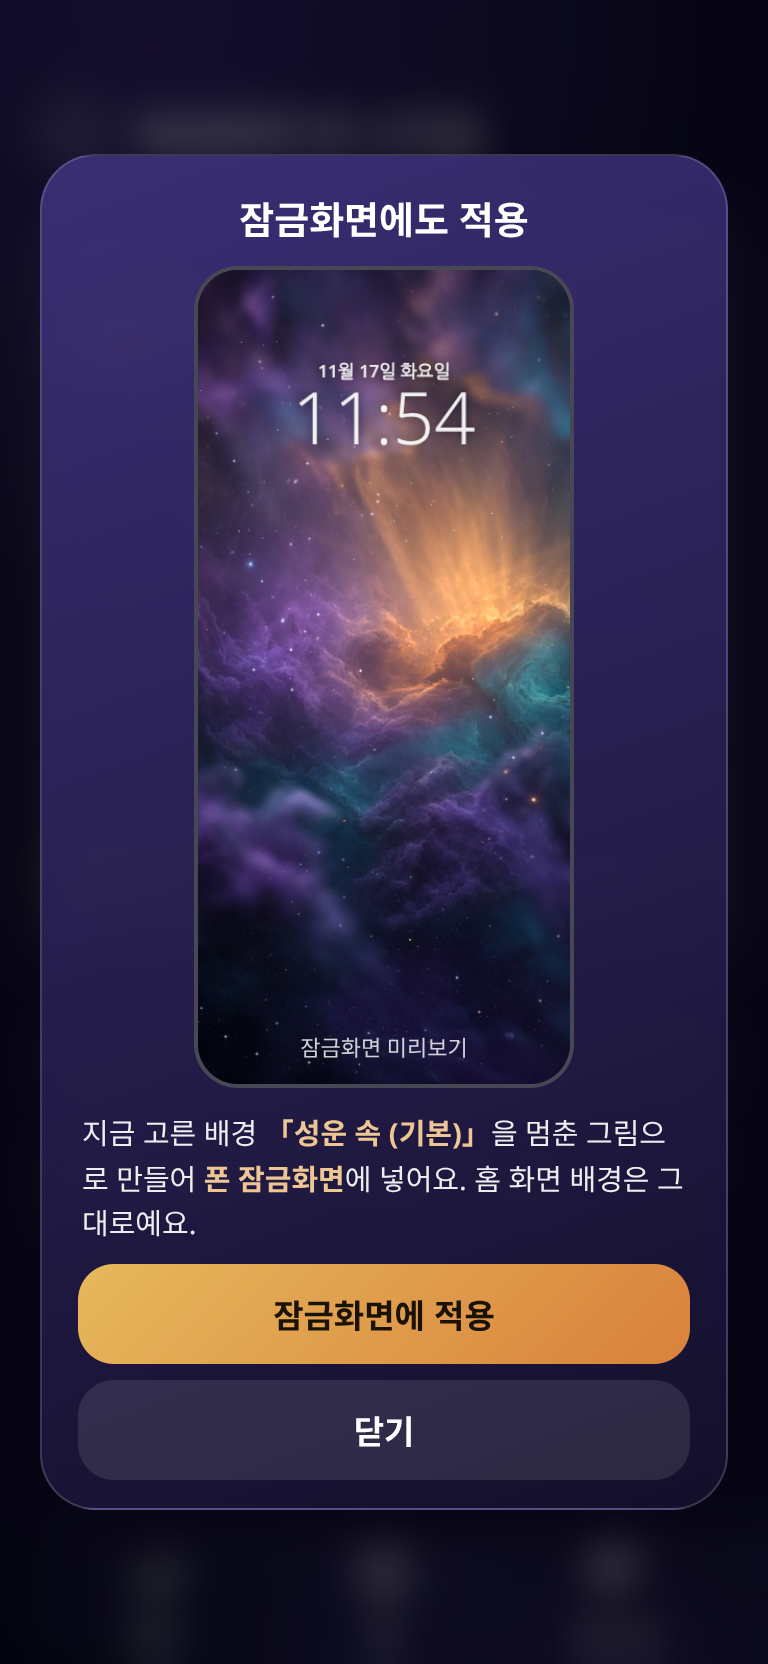 잠금화면에도 적용
11월 17일 화요일
11:54
잠금화면 미리보기
지금 고른 배경 「성운 속 (기본)」을 멈춘 그림으
로 만들어 폰 잠금화면에 넣어요. 홈 화면 배경은 그
대로예요.
잠금화면에 적용
닫기